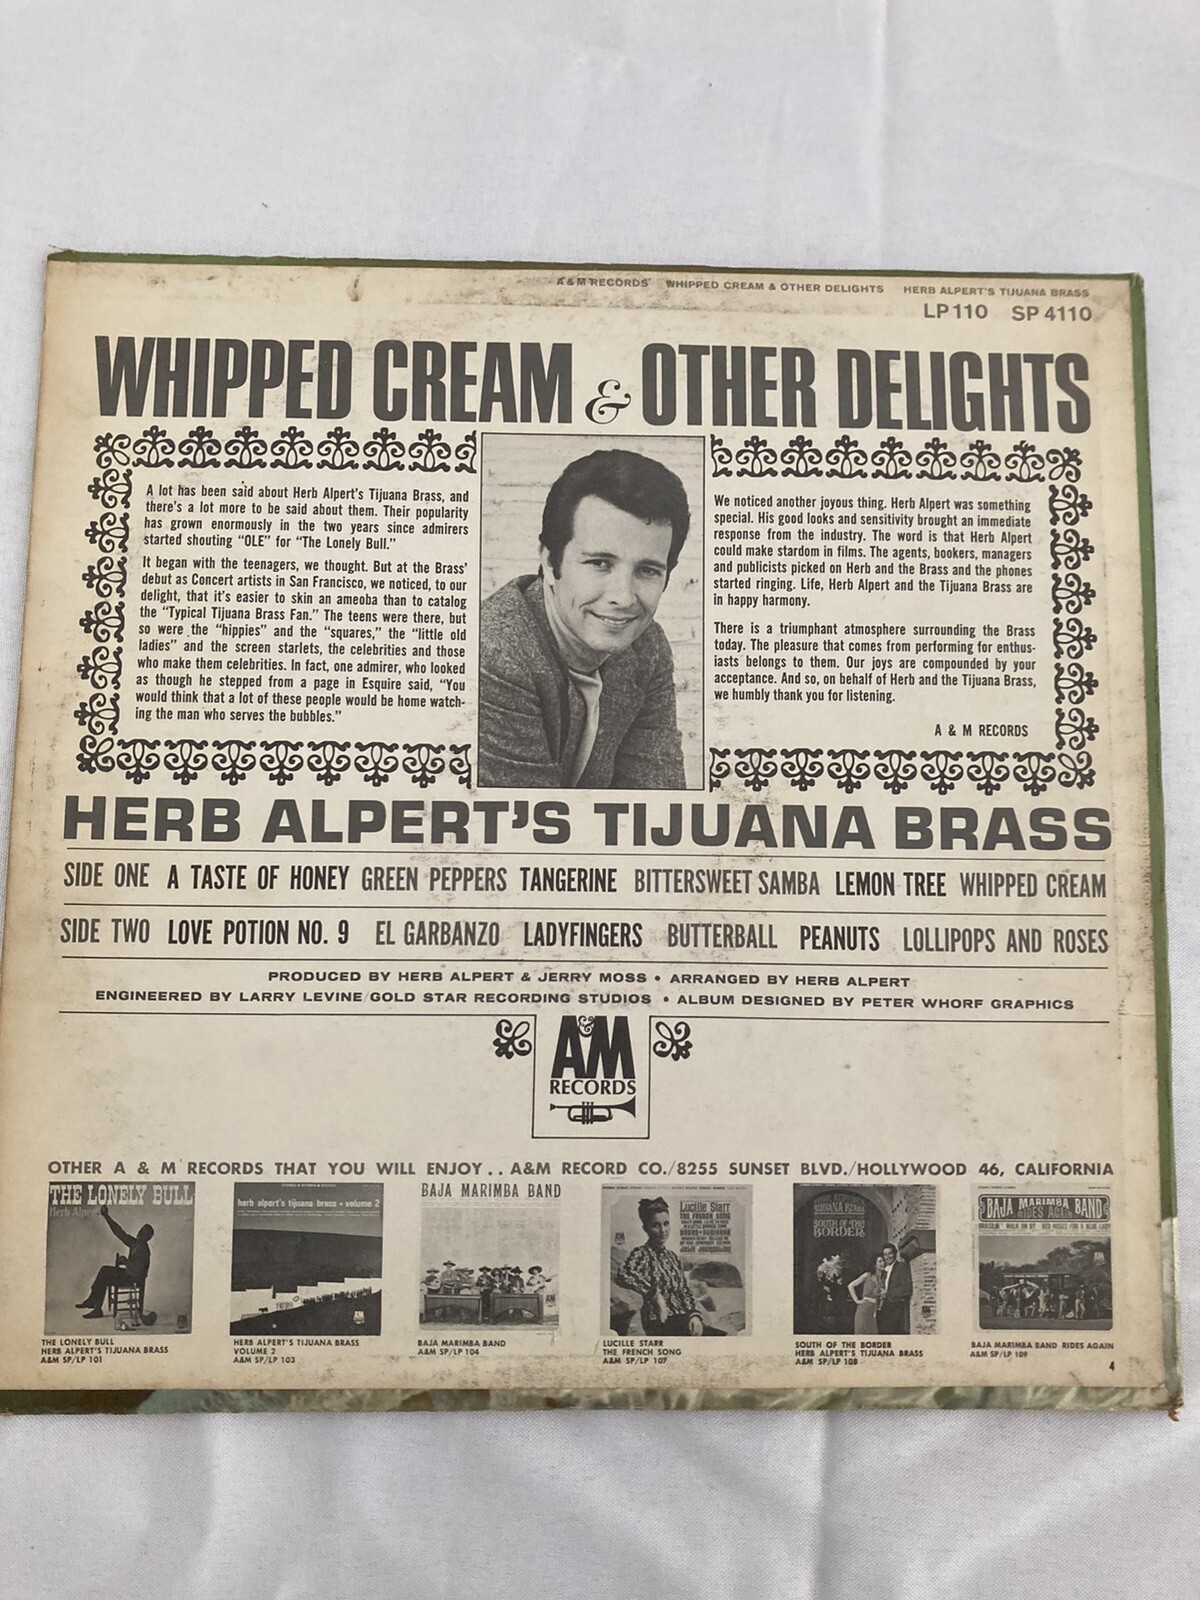 A & M RECORDS WHIPPED CREAM & OTHER DELIGHTS HERB ALPERT'S TIJUANA BRASS
LP 110 SP 4110
WHIPPED CREAM & OTHER DELIGHTS
A lot has been said about Herb Alpert's Tijuana Brass, and
there's a lot more to be said about them. Their popularity
has grown enormously in the two years since admirers
started shouting "OLE" for "The Lonely Bull."
It began with the teenagers, we thought. But at the Brass'
debut as Concert artists in San Francisco, we noticed, to our
delight, that it's easier to skin an ameoba than to catalog
the "Typical Tijuana Brass Fan." The teens were there, but
so were the "hippies" and the "squares," the "little old
ladies" and the screen starlets, the celebrities and those
who make them celebrities. In fact, one admirer, who looked
as though he stepped from a page in Esquire said, "You
would think that a lot of these people would be home watch-
ing the man who serves the bubbles."
We noticed another joyous thing. Herb Alpert was something
special. His good looks and sensitivity brought an immediate
response from the industry. The word is that Herb Alpert
could make stardom in films. The agents, bookers, managers
and publicists picked on Herb and the Brass and the phones
started ringing. Life, Herb Alpert and the Tijuana Brass are
in happy harmony.
There is a triumphant atmosphere surrounding the Brass
today. The pleasure that comes from performing for enthus-
iasts belongs to them. Our joys are compounded by your
acceptance. And so, on behalf of Herb and the Tijuana Brass,
we humbly thank you for listening.
A & M RECORDS
HERB ALPERT'S TIJUANA BRASS
SIDE ONE A TASTE OF HONEY GREEN PEPPERS TANGERINE BITTERSWEET SAMBA LEMON TREE WHIPPED CREAM
SIDE TWO LOVE POTION NO. 9 EL GARBANZO LADYFINGERS BUTTERBALL PEANUTS LOLLIPOPS AND ROSES
PRODUCED BY HERB ALPERT & JERRY MOSS • ARRANGED BY HERB ALPERT
ENGINEERED BY LARRY LEVINE/GOLD STAR RECORDING STUDIOS • ALBUM DESIGNED BY PETER WHORF GRAPHICS
A&M
RECORDS
OTHER A & M RECORDS THAT YOU WILL ENJOY . . A&M RECORD CO./8255 SUNSET BLVD./HOLLYWOOD 46, CALIFORNIA
THE LONELY BULL
Herb Alpert
herb alpert's tijuana brass • volume 2
BAJA MARIMBA BAND
Lucille Starr
THE FRENCH SONG
TIJUANA BRASS
SOUTH OF THE
BORDER
BAJA MARIMBA BAND
RIDES AGAIN
THE LONELY BULL
HERB ALPERT'S TIJUANA BRASS
A&M SP/LP 101
HERB ALPERT'S TIJUANA BRASS
VOLUME 2
A&M SP/LP 103
BAJA MARIMBA BAND
A&M SP/LP 104
LUCILLE STARR
THE FRENCH SONG
A&M SP/LP 107
SOUTH OF THE BORDER
HERB ALPERT'S TIJUANA BRASS
A&M SP/LP 108
BAJA MARIMBA BAND RIDES AGAIN
A&M SP/LP 109
4